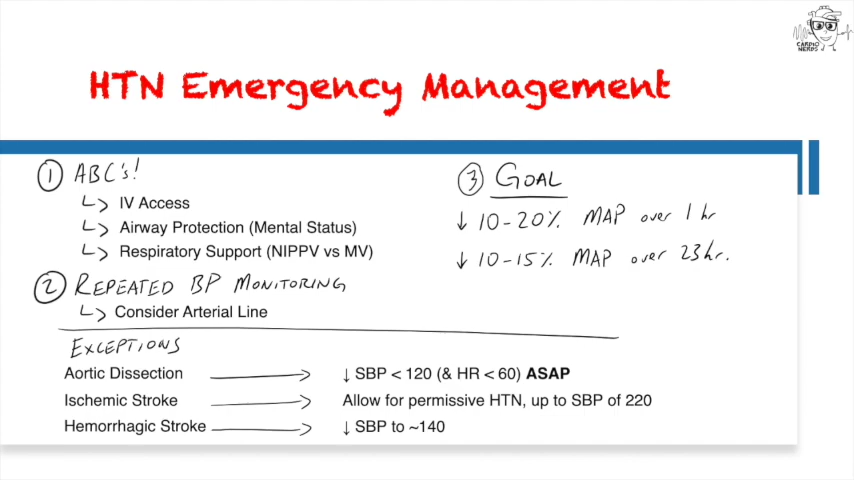 CARDIO
NERDS
HTN Emergency Management
1 ABC's!
↳ IV Access
↳ Airway Protection (Mental Status)
↳ Respiratory Support (NIPPV vs MV)
2 REPEATED BP MONITORING
↳ Consider Arterial Line
3 GOAL
↓ 10-20% MAP over 1 hr
↓ 10-15% MAP over 23 hr.
EXCEPTIONS
Aortic Dissection → ↓ SBP < 120 (& HR < 60) ASAP
Ischemic Stroke → Allow for permissive HTN, up to SBP of 220
Hemorrhagic Stroke → ↓ SBP to ~140